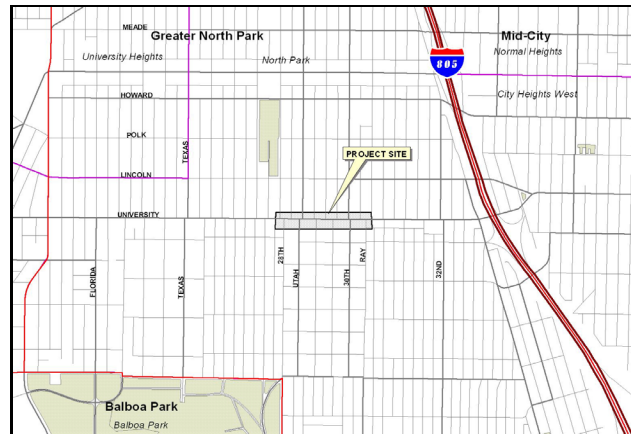 MEADE
Greater North Park
Mid-City
University Heights
North Park
Normal Heights
805
HOWARD
City Heights West
POLK
TEXAS
PROJECT SITE
LINCOLN
UNIVERSITY
28TH
UTAH
30TH
RAY
32ND
FLORIDA
TEXAS
Balboa Park
Balboa Park